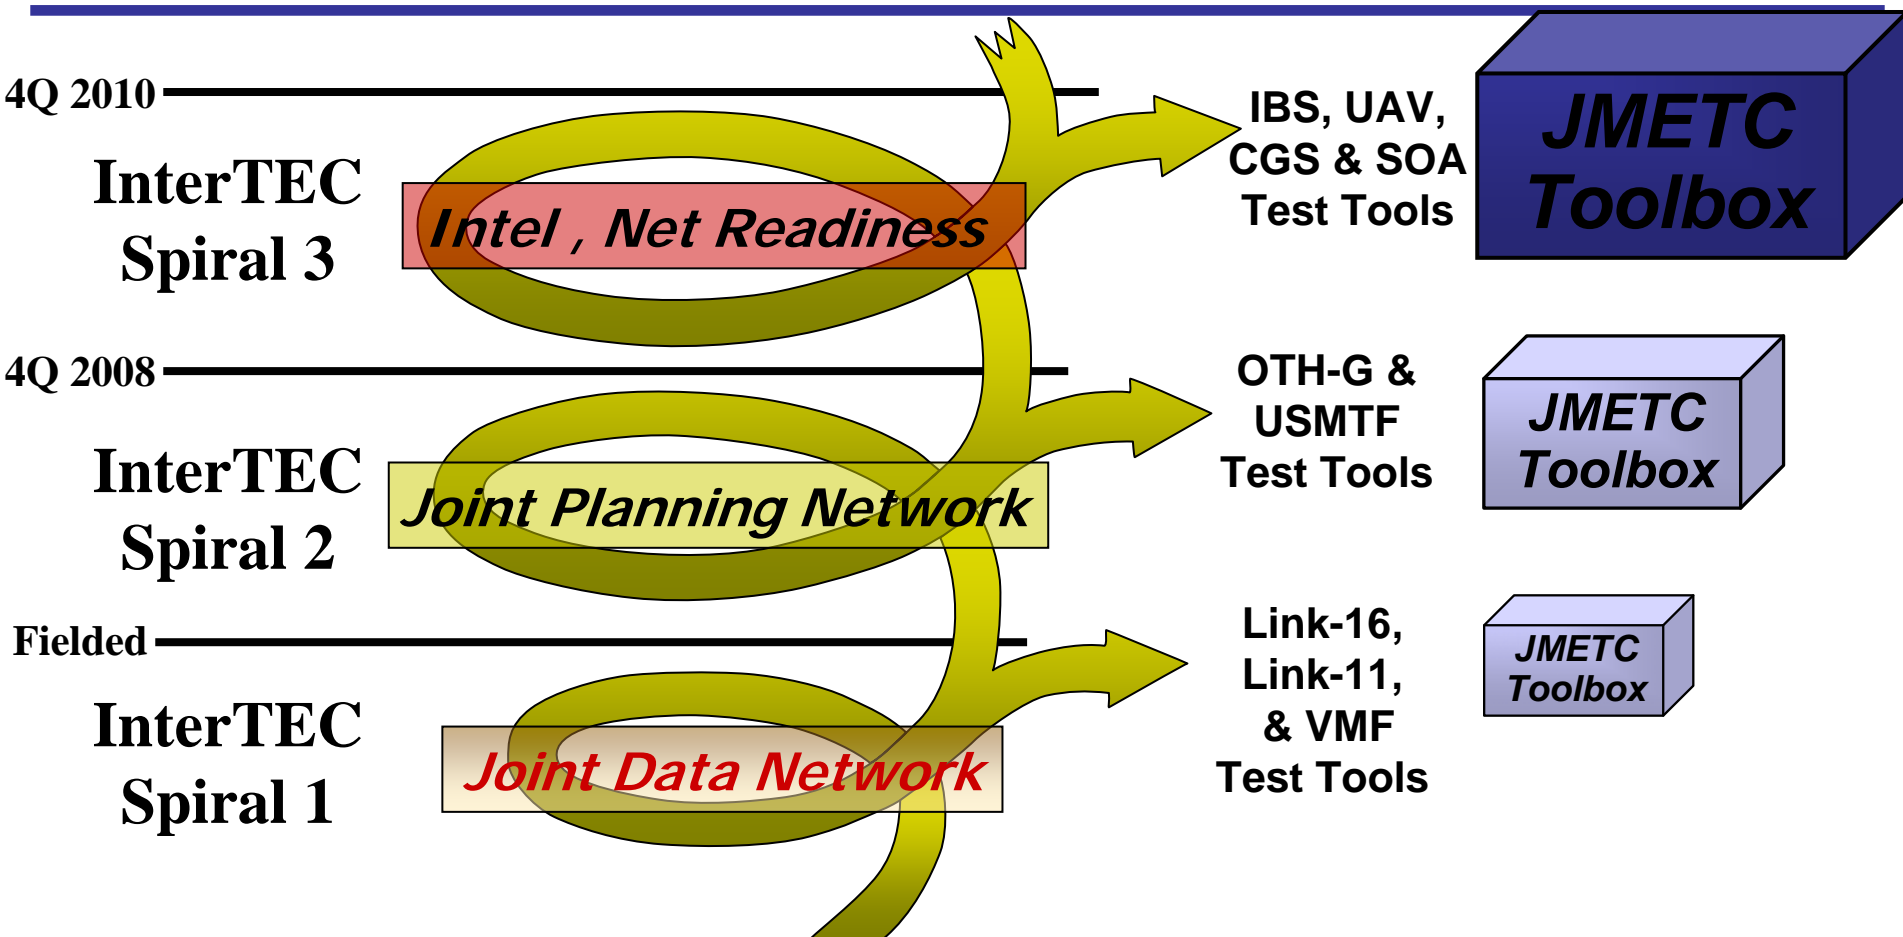 4Q 2010
InterTEC
Spiral 3
Intel , Net Readiness
IBS, UAV,
CGS & SOA
Test Tools
JMETC
Toolbox
4Q 2008
InterTEC
Spiral 2
Joint Planning Network
OTH-G &
USMTF
Test Tools
JMETC
Toolbox
Fielded
InterTEC
Spiral 1
Joint Data Network
Link-16,
Link-11,
& VMF
Test Tools
JMETC
Toolbox